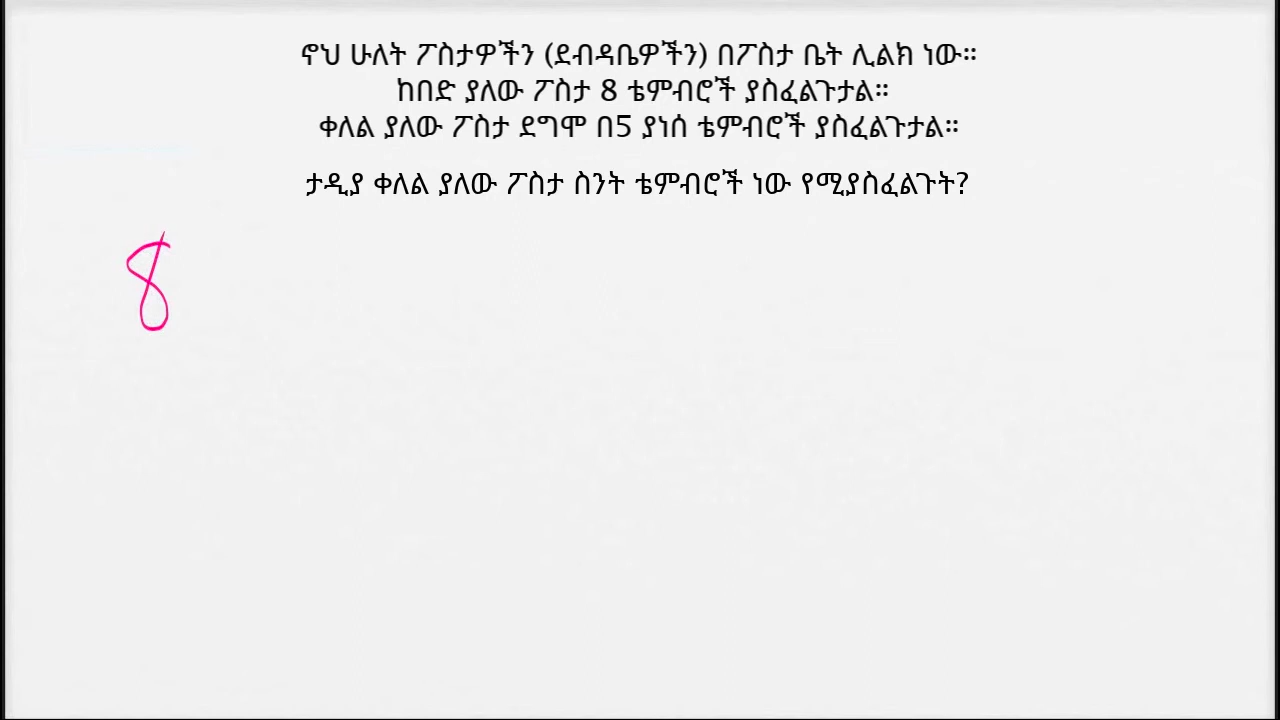 ኖህ ሁለት ፖስታዎችን (ደብዳቤዎችን) በፖስታ ቤት ሊልክ ነው።
ከበድ ያለው ፖስታ 8 ቴምብሮች ያስፈልጉታል።
ቀለል ያለው ፖስታ ደግሞ በ5 ያነሰ ቴምብሮች ያስፈልጉታል።
ታዲያ ቀለል ያለው ፖስታ ስንት ቴምብሮች ነው የሚያስፈልጉት?
8